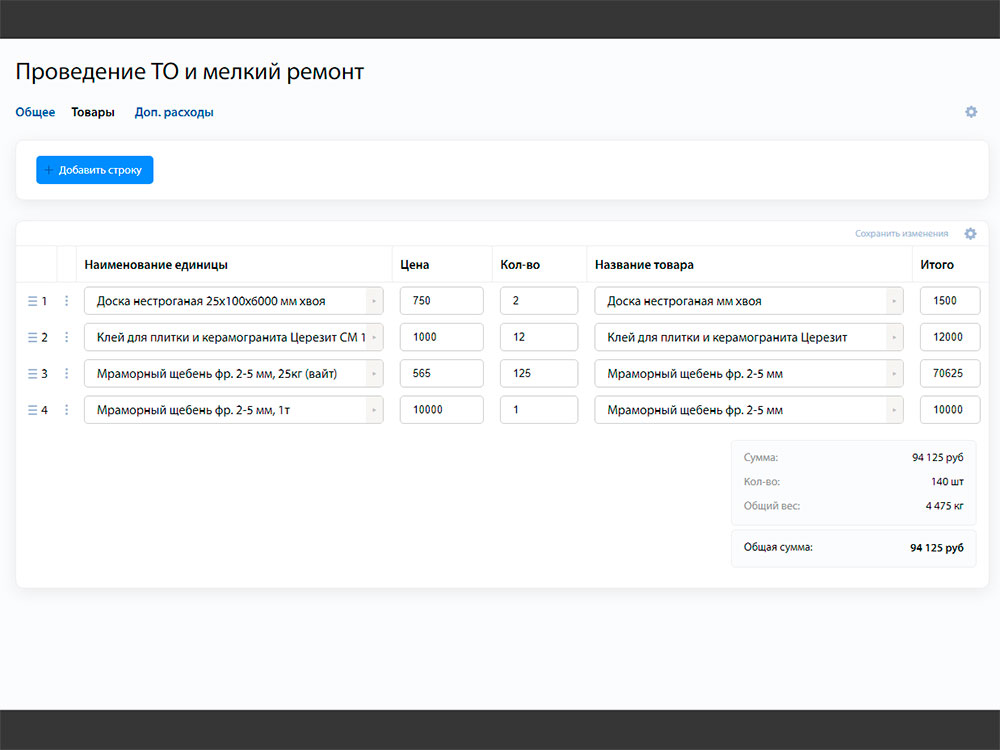 Проведение ТО и мелкий ремонт
Общее Товары Доп. расходы
+ Добавить строку
Сохранить изменения
Наименование единицы Цена Кол-во Название товара Итого
1 Доска нестроганая 25х100х6000 мм хвоя 750 2 Доска нестроганая мм хвоя 1500
2 Клей для плитки и керамогранита Церезит СМ 1 1000 12 Клей для плитки и керамогранита Церезит 12000
3 Мраморный щебень фр. 2-5 мм, 25кг (вайт) 565 125 Мраморный щебень фр. 2-5 мм 70625
4 Мраморный щебень фр. 2-5 мм, 1т 10000 1 Мраморный щебень фр. 2-5 мм 10000
Сумма: 94 125 руб
Кол-во: 140 шт
Общий вес: 4 475 кг
Общая сумма: 94 125 руб